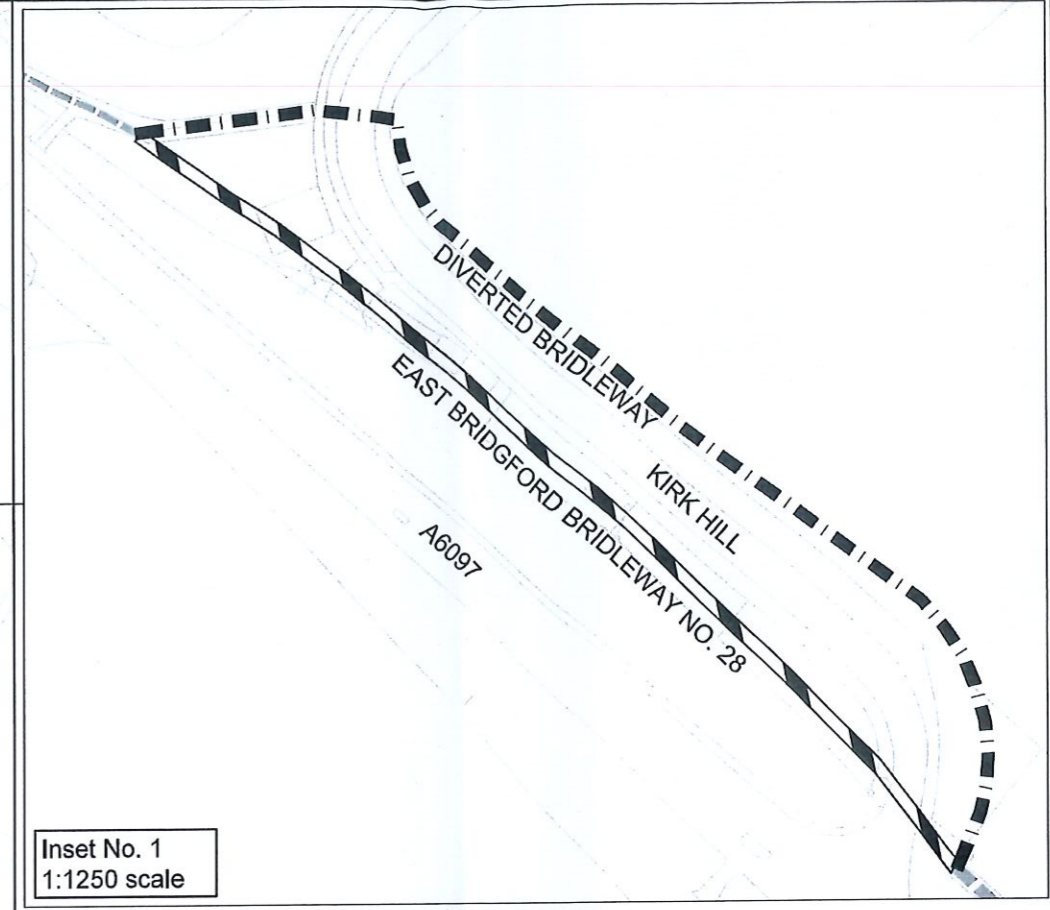 DIVERTED BRIDLEWAY
EAST BRIDGFORD BRIDLEWAY NO. 28
KIRK HILL
A6097
Inset No. 1
1:1250 scale